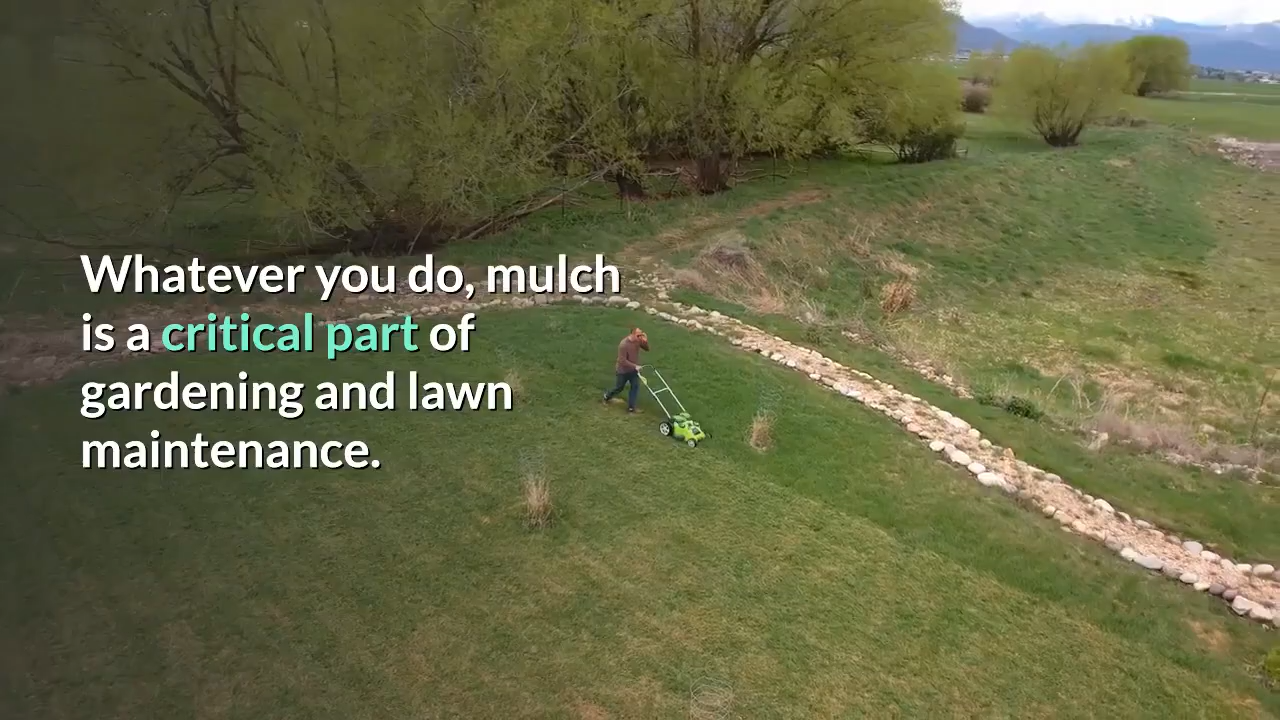 Whatever you do, mulch
is a critical part of
gardening and lawn
maintenance.